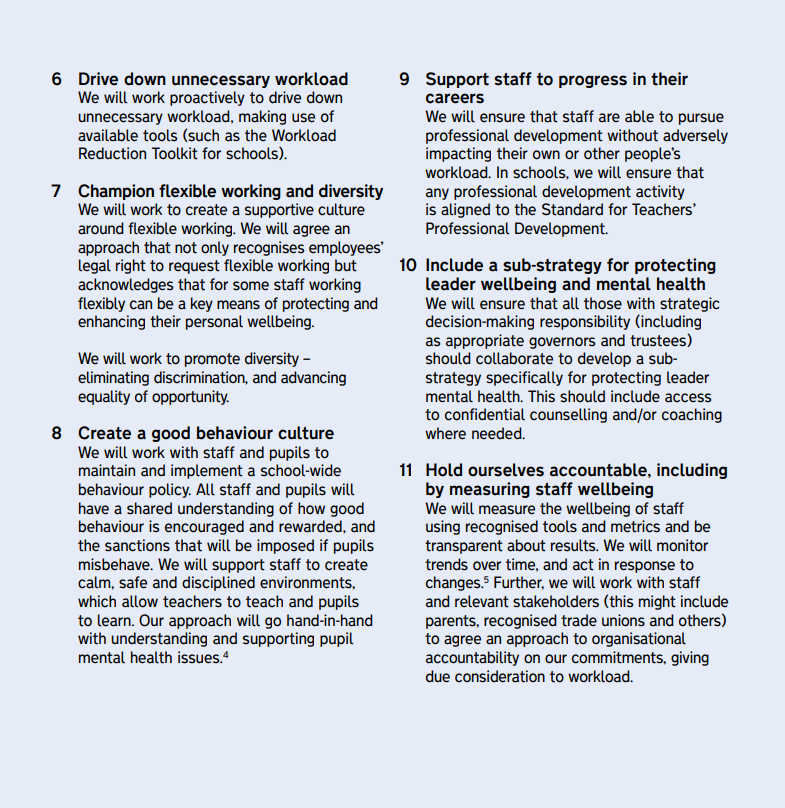 6 Drive down unnecessary workload
We will work proactively to drive down
unnecessary workload, making use of
available tools (such as the Workload
Reduction Toolkit for schools).
7 Champion flexible working and diversity
We will work to create a supportive culture
around flexible working. We will agree an
approach that not only recognises employees’
legal right to request flexible working but
acknowledges that for some staff working
flexibly can be a key means of protecting and
enhancing their personal wellbeing.
We will work to promote diversity –
eliminating discrimination, and advancing
equality of opportunity.
8 Create a good behaviour culture
We will work with staff and pupils to
maintain and implement a school-wide
behaviour policy. All staff and pupils will
have a shared understanding of how good
behaviour is encouraged and rewarded, and
the sanctions that will be imposed if pupils
misbehave. We will support staff to create
calm, safe and disciplined environments,
which allow teachers to teach and pupils
to learn. Our approach will go hand-in-hand
with understanding and supporting pupil
mental health issues.⁴
9 Support staff to progress in their
careers
We will ensure that staff are able to pursue
professional development without adversely
impacting their own or other people’s
workload. In schools, we will ensure that
any professional development activity
is aligned to the Standard for Teachers’
Professional Development.
10 Include a sub-strategy for protecting
leader wellbeing and mental health
We will ensure that all those with strategic
decision-making responsibility (including
as appropriate governors and trustees)
should collaborate to develop a sub-
strategy specifically for protecting leader
mental health. This should include access
to confidential counselling and/or coaching
where needed.
11 Hold ourselves accountable, including
by measuring staff wellbeing
We will measure the wellbeing of staff
using recognised tools and metrics and be
transparent about results. We will monitor
trends over time, and act in response to
changes.⁵ Further, we will work with staff
and relevant stakeholders (this might include
parents, recognised trade unions and others)
to agree an approach to organisational
accountability on our commitments, giving
due consideration to workload.